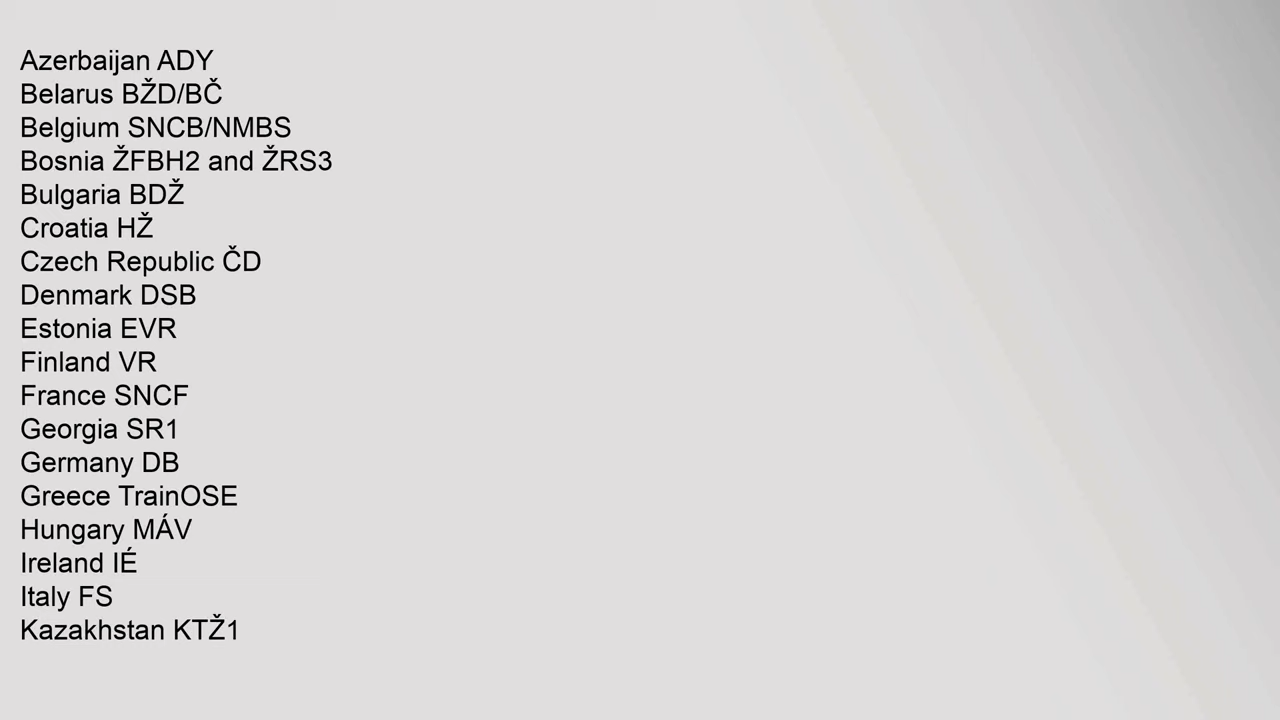 Azerbaijan ADY
Belarus BŽD/BČ
Belgium SNCB/NMBS
Bosnia ŽFBH2 and ŽRS3
Bulgaria BDŽ
Croatia HŽ
Czech Republic ČD
Denmark DSB
Estonia EVR
Finland VR
France SNCF
Georgia SR1
Germany DB
Greece TrainOSE
Hungary MÁV
Ireland IÉ
Italy FS
Kazakhstan KTŽ1